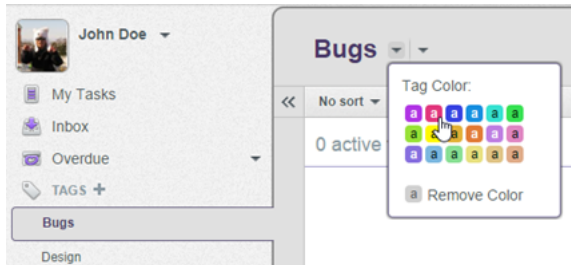 John Doe
My Tasks
Inbox
Overdue
TAGS +
Bugs
Design
Bugs
No sort
0 active
Tag Color:
a a a a a a
a a a a a a
a a a a a a
a Remove Color